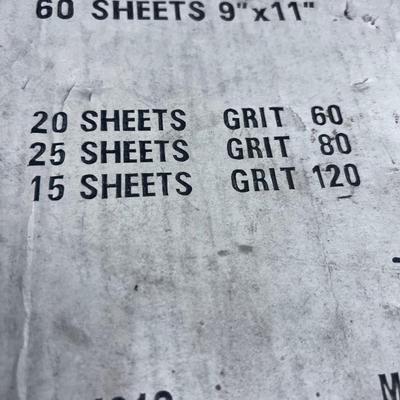 60 SHEETS 9"x11"
20 SHEETS GRIT 60
25 SHEETS GRIT 80
15 SHEETS GRIT 120